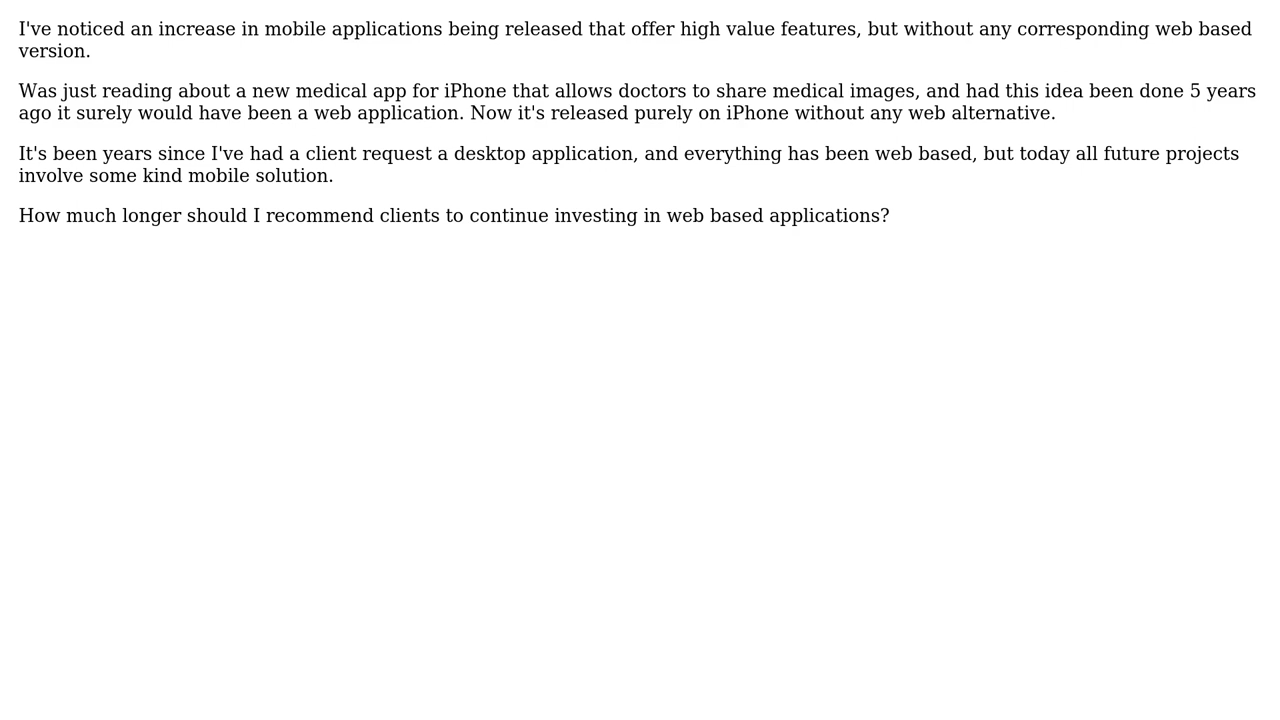 I've noticed an increase in mobile applications being released that offer high value features, but without any corresponding web based
version.
Was just reading about a new medical app for iPhone that allows doctors to share medical images, and had this idea been done 5 years
ago it surely would have been a web application. Now it's released purely on iPhone without any web alternative.
It's been years since I've had a client request a desktop application, and everything has been web based, but today all future projects
involve some kind mobile solution.
How much longer should I recommend clients to continue investing in web based applications?